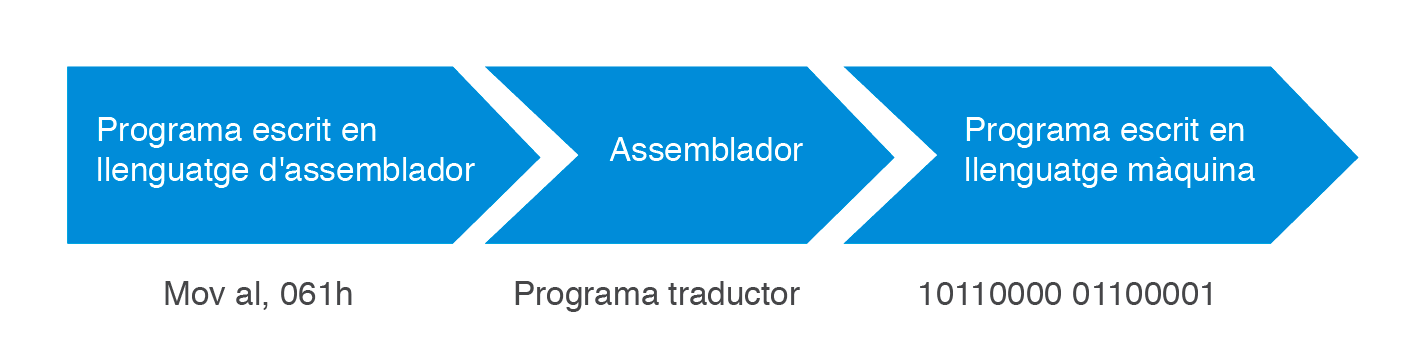 Programa escrit en
llenguatge d'assemblador
Assemblador
Programa escrit en
llenguatge màquina
Mov al, 061h
Programa traductor
10110000 01100001